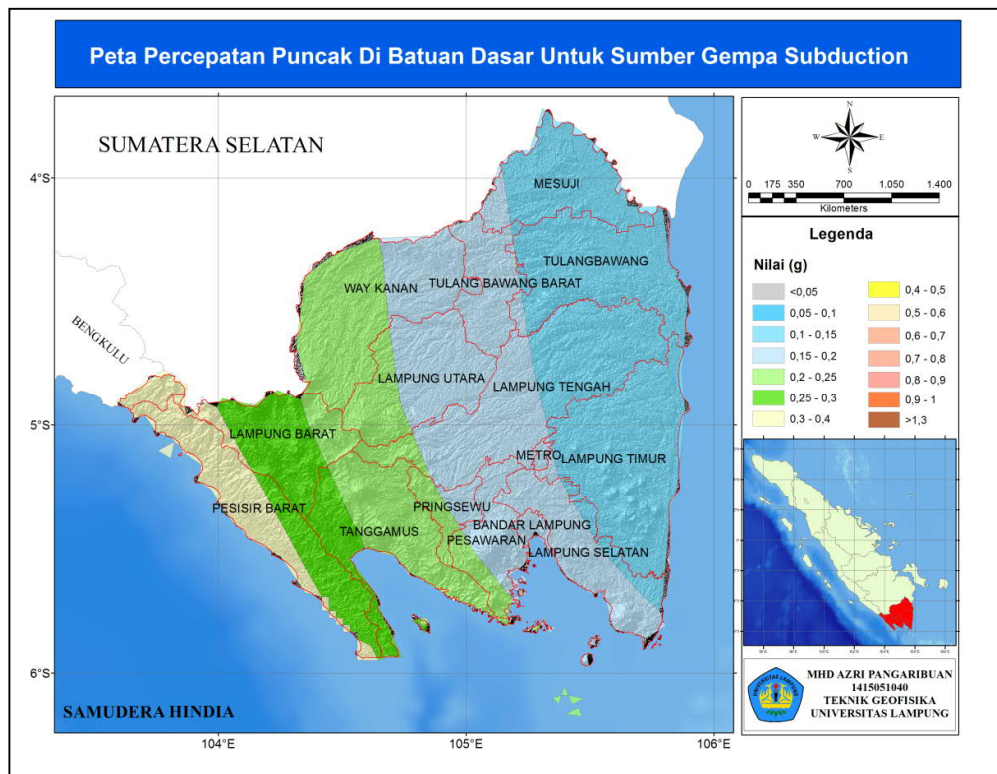 Peta Percepatan Puncak Di Batuan Dasar Untuk Sumber Gempa Subduction
SUMATERA SELATAN
BENGKULU
MESUJI
TULANGBAWANG
WAY KANAN
TULANG BAWANG BARAT
LAMPUNG UTARA
LAMPUNG TENGAH
LAMPUNG BARAT
METRO
LAMPUNG TIMUR
PESISIR BARAT
PRINGSEWU
TANGGAMUS
BANDAR LAMPUNG
PESAWARAN
LAMPUNG SELATAN
SAMUDERA HINDIA
4°S
5°S
6°S
104°E
105°E
106°E
N
W
E
S
0 175 350 700 1.050 1.400
Kilometers
Legenda
Nilai (g)
<0,05
0,05 - 0,1
0,1 - 0,15
0,15 - 0,2
0,2 - 0,25
0,25 - 0,3
0,3 - 0,4
0,4 - 0,5
0,5 - 0,6
0,6 - 0,7
0,7 - 0,8
0,8 - 0,9
0,9 - 1
>1,3
UNIVERSITAS LAMPUNG
MHD AZRI PANGARIBUAN
1415051040
TEKNIK GEOFISIKA
UNIVERSITAS LAMPUNG